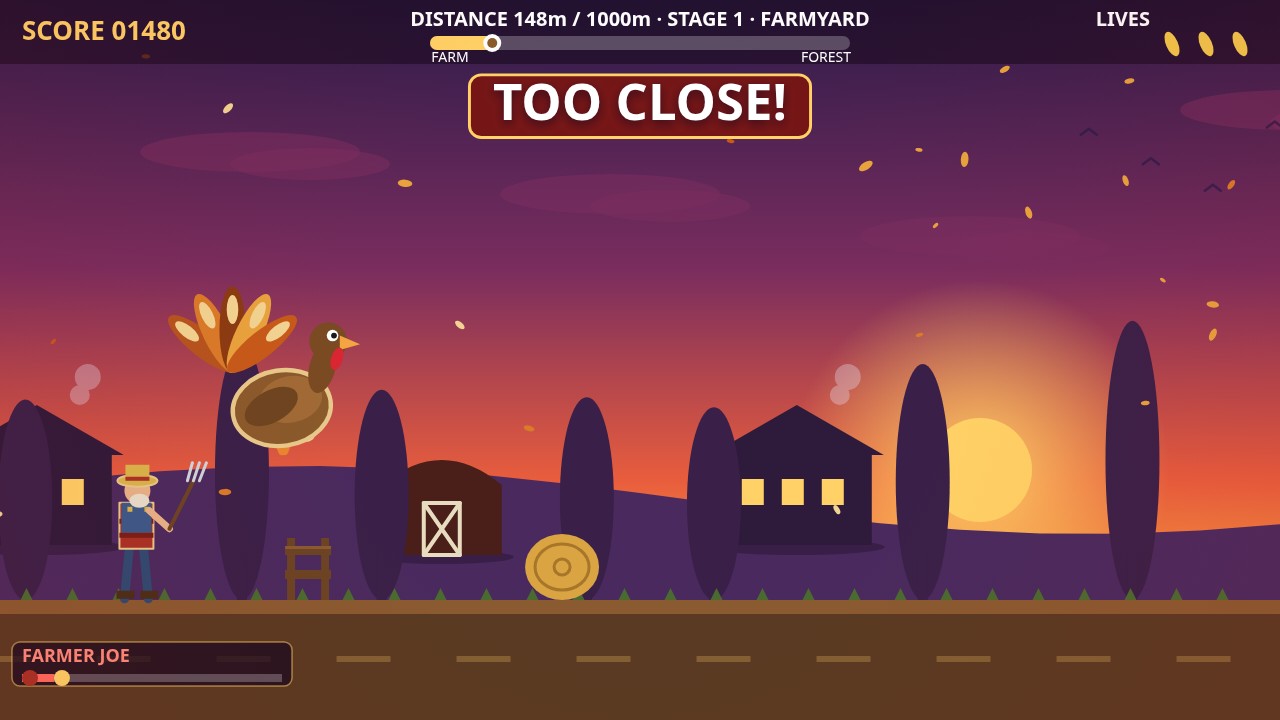 SCORE 01480
DISTANCE 148m / 1000m · STAGE 1 · FARMYARD
LIVES
FARM
FOREST
TOO CLOSE!
FARMER JOE